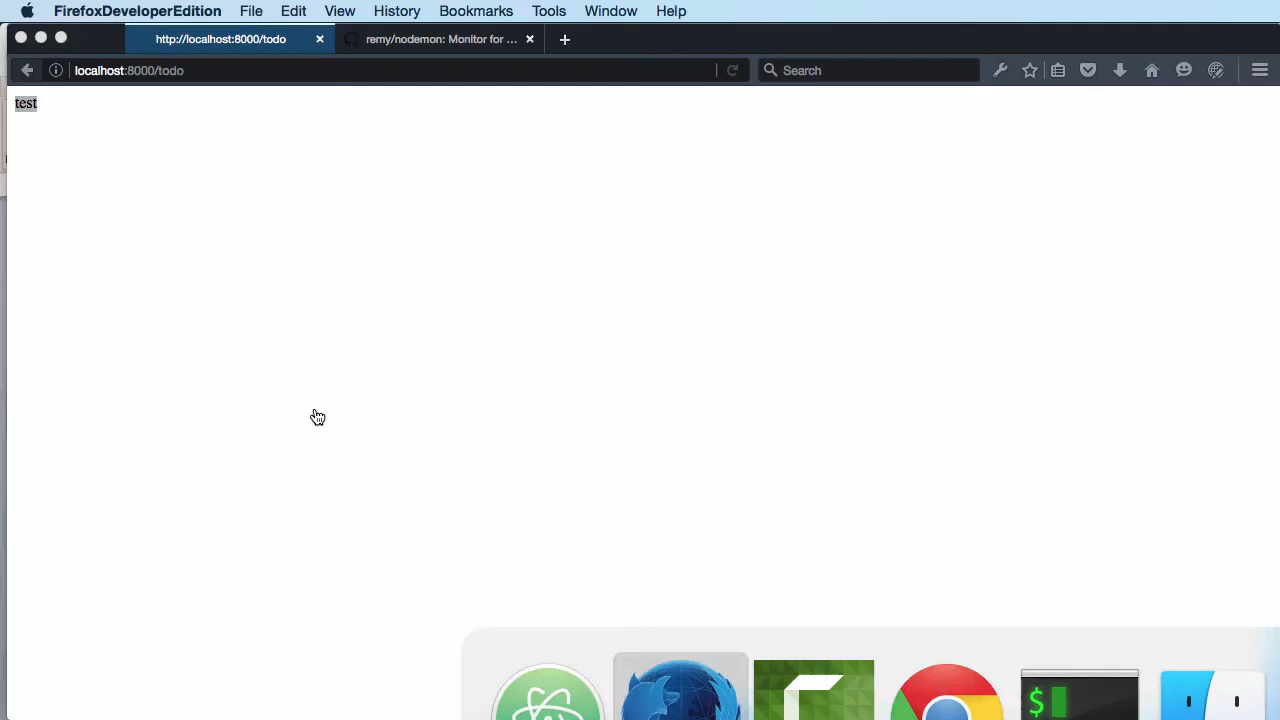 FirefoxDeveloperEdition File Edit View History Bookmarks Tools Window Help
http://localhost:8000/todo remy/nodemon: Monitor for ...
localhost:8000/todo Search
test
$